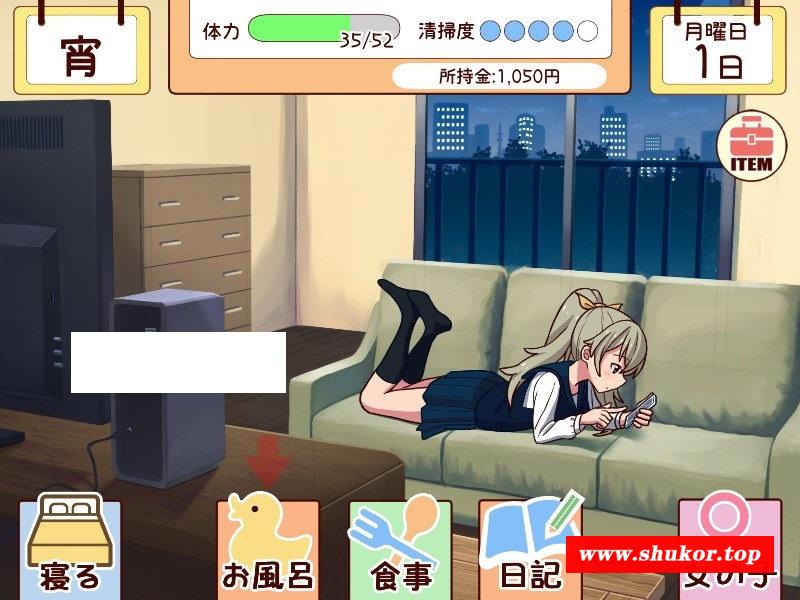 宵
体力
35/52
清掃度
所持金:1,050円
月曜日
1日
ITEM
寝る
お風呂
食事
日記
www.shukor.top